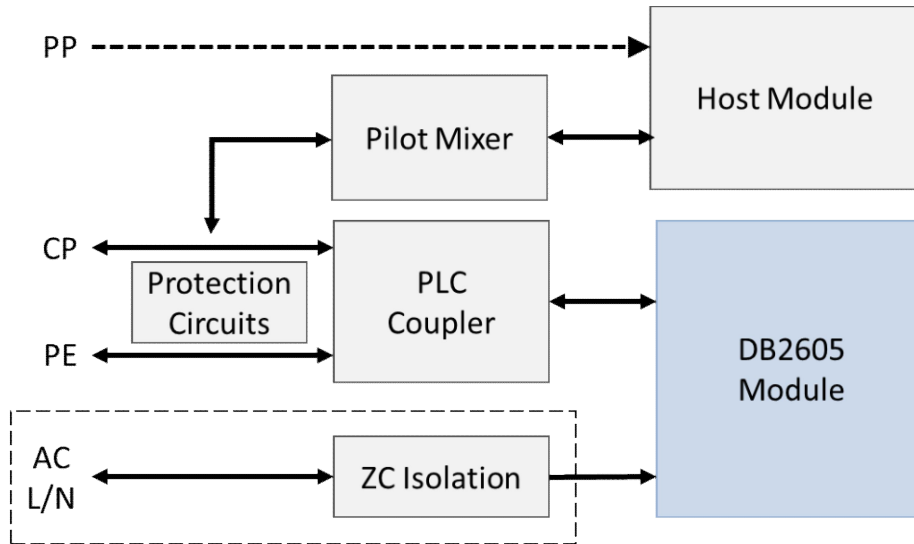 PP
Host Module
Pilot Mixer
CP
Protection
Circuits
PLC
Coupler
PE
DB2605
Module
AC
L/N
ZC Isolation